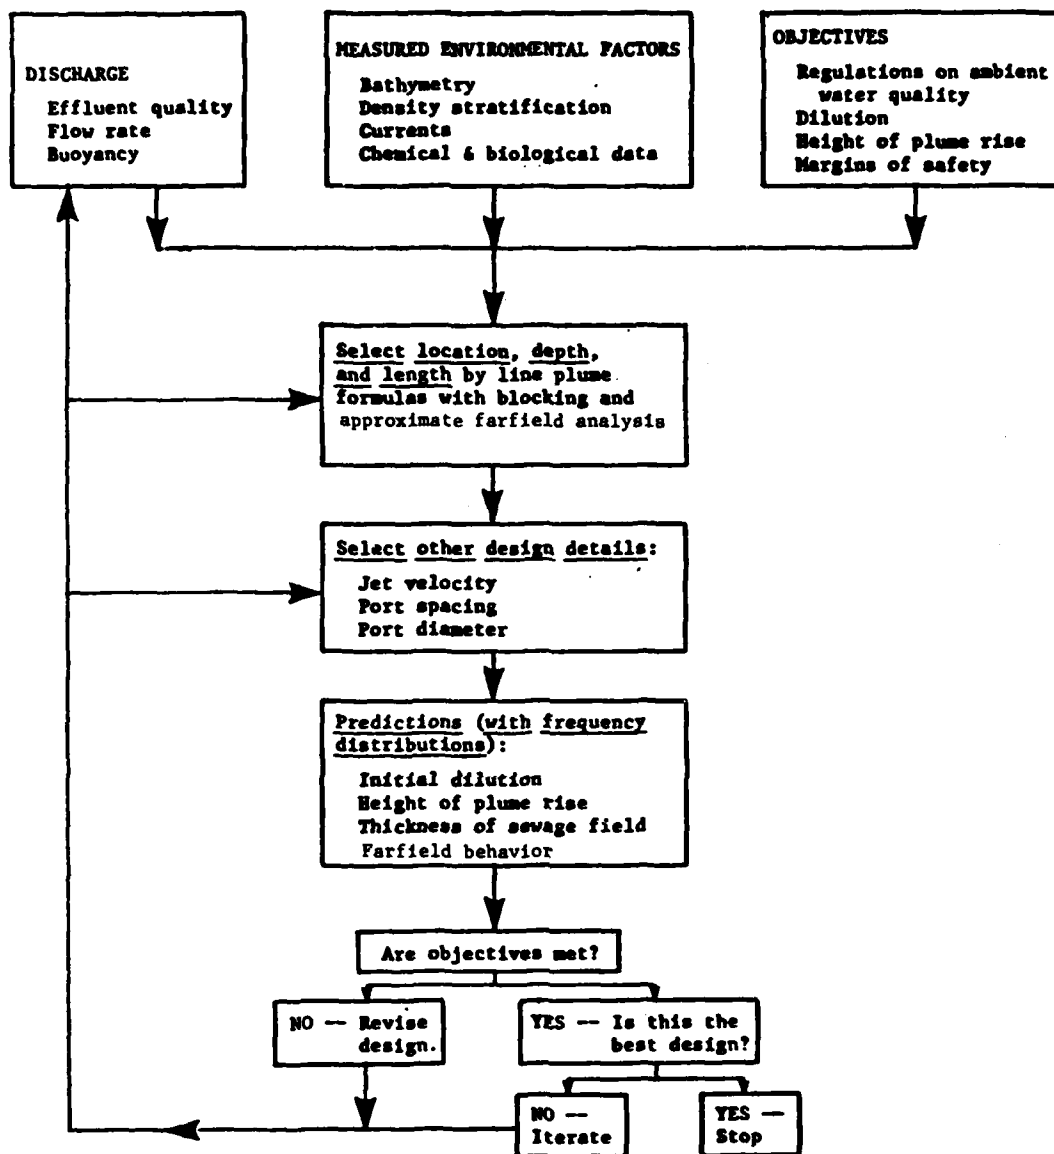 DISCHARGE
Effluent quality
Flow rate
Buoyancy
MEASURED ENVIRONMENTAL FACTORS
Bathymetry
Density stratification
Currents
Chemical & biological data
OBJECTIVES
Regulations on ambient
water quality
Dilution
Height of plume rise
Margins of safety
Select location, depth,
and length by line plume
formulas with blocking and
approximate farfield analysis
Select other design details:
Jet velocity
Port spacing
Port diameter
Predictions (with frequency
distributions):
Initial dilution
Height of plume rise
Thickness of sewage field
Farfield behavior
Are objectives met?
NO — Revise
design.
YES — Is this the
best design?
NO —
Iterate
YES —
Stop